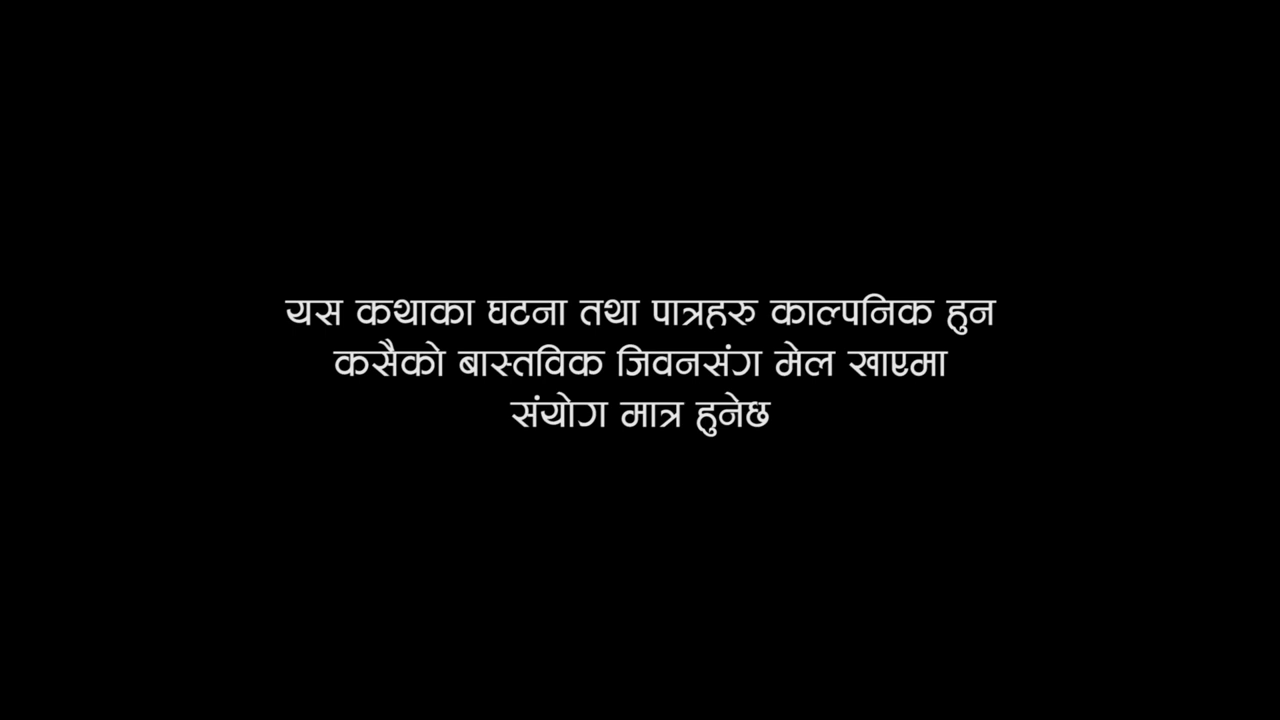 यस कथाका घटना तथा पात्रहरु काल्पनिक हुन
कसैको बास्तविक जिवनसंग मेल खाएमा
संयोग मात्र हुनेछ